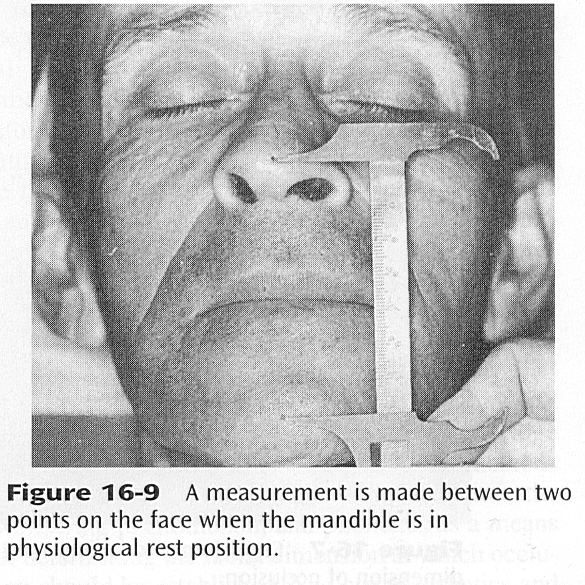 Figure 16-9 A measurement is made between two
points on the face when the mandible is in
physiological rest position.